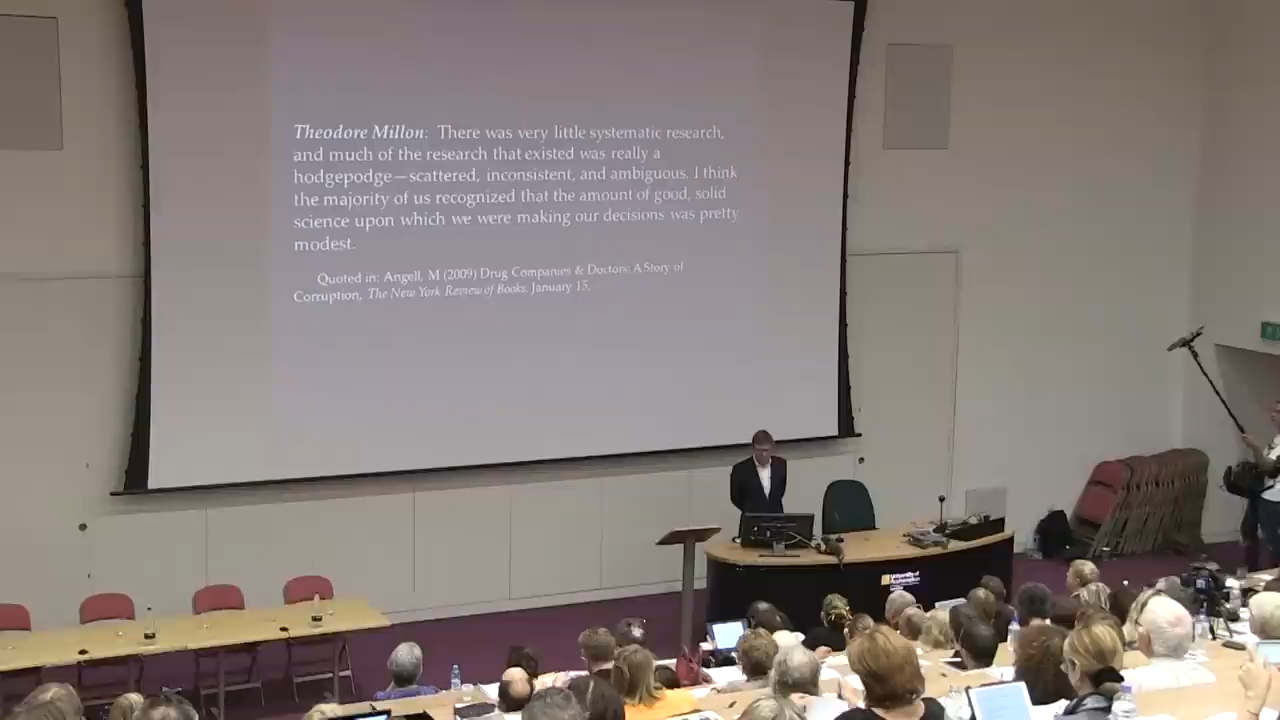 Theodore Millon: There was very little systematic research,
and much of the research that existed was really a
hodgepodge—scattered, inconsistent, and ambiguous. I think
the majority of us recognized that the amount of good, solid
science upon which we were making our decisions was pretty
modest.
Quoted in: Angell, M (2009) Drug Companies & Doctors: A Story of
Corruption, The New York Review of Books. January 15.
University of
Roehampton